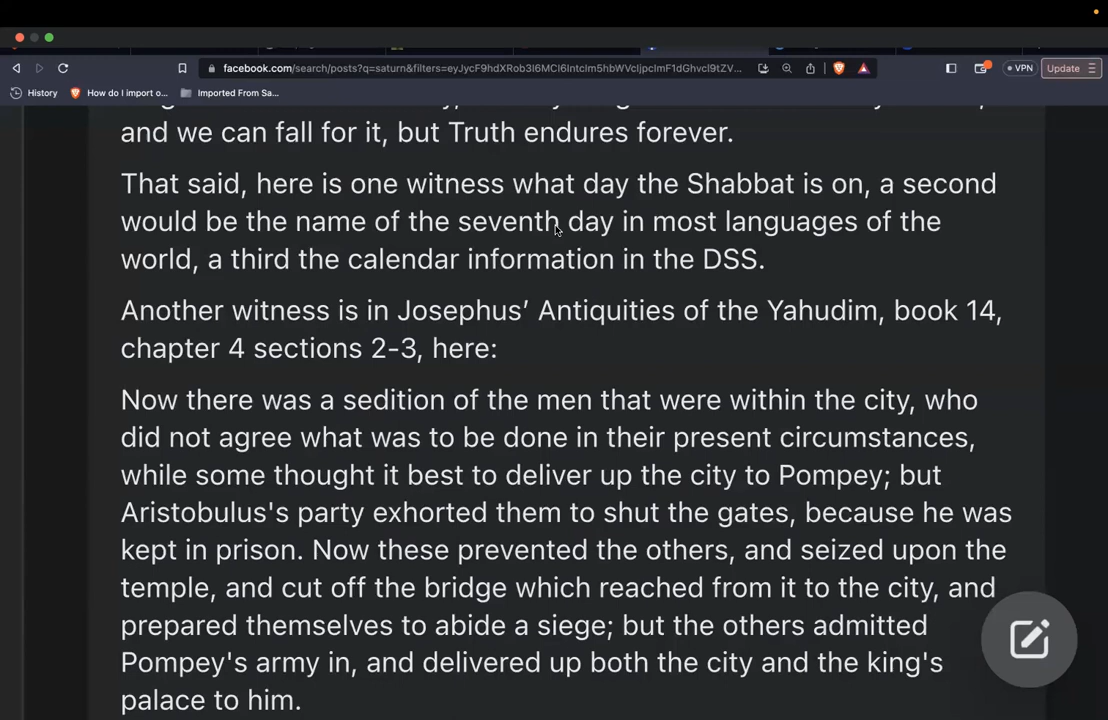 facebook.com/search/posts?q=saturn&filters=
VPN
Update
History
How do I import o...
Imported From Sa...
and we can fall for it, but Truth endures forever.
That said, here is one witness what day the Shabbat is on, a second
would be the name of the seventh day in most languages of the
world, a third the calendar information in the DSS.
Another witness is in Josephus’ Antiquities of the Yahudim, book 14,
chapter 4 sections 2-3, here:
Now there was a sedition of the men that were within the city, who
did not agree what was to be done in their present circumstances,
while some thought it best to deliver up the city to Pompey; but
Aristobulus's party exhorted them to shut the gates, because he was
kept in prison. Now these prevented the others, and seized upon the
temple, and cut off the bridge which reached from it to the city, and
prepared themselves to abide a siege; but the others admitted
Pompey's army in, and delivered up both the city and the king's
palace to him.